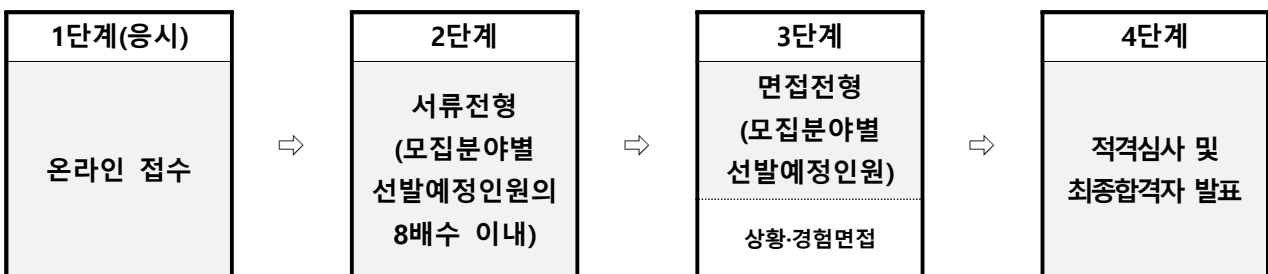 1단계(응시)
온라인 접수
⇨
2단계
서류전형
(모집분야별
선발예정인원의
8배수 이내)
⇨
3단계
면접전형
(모집분야별
선발예정인원)
상황·경험면접
⇨
4단계
적격심사 및
최종합격자 발표